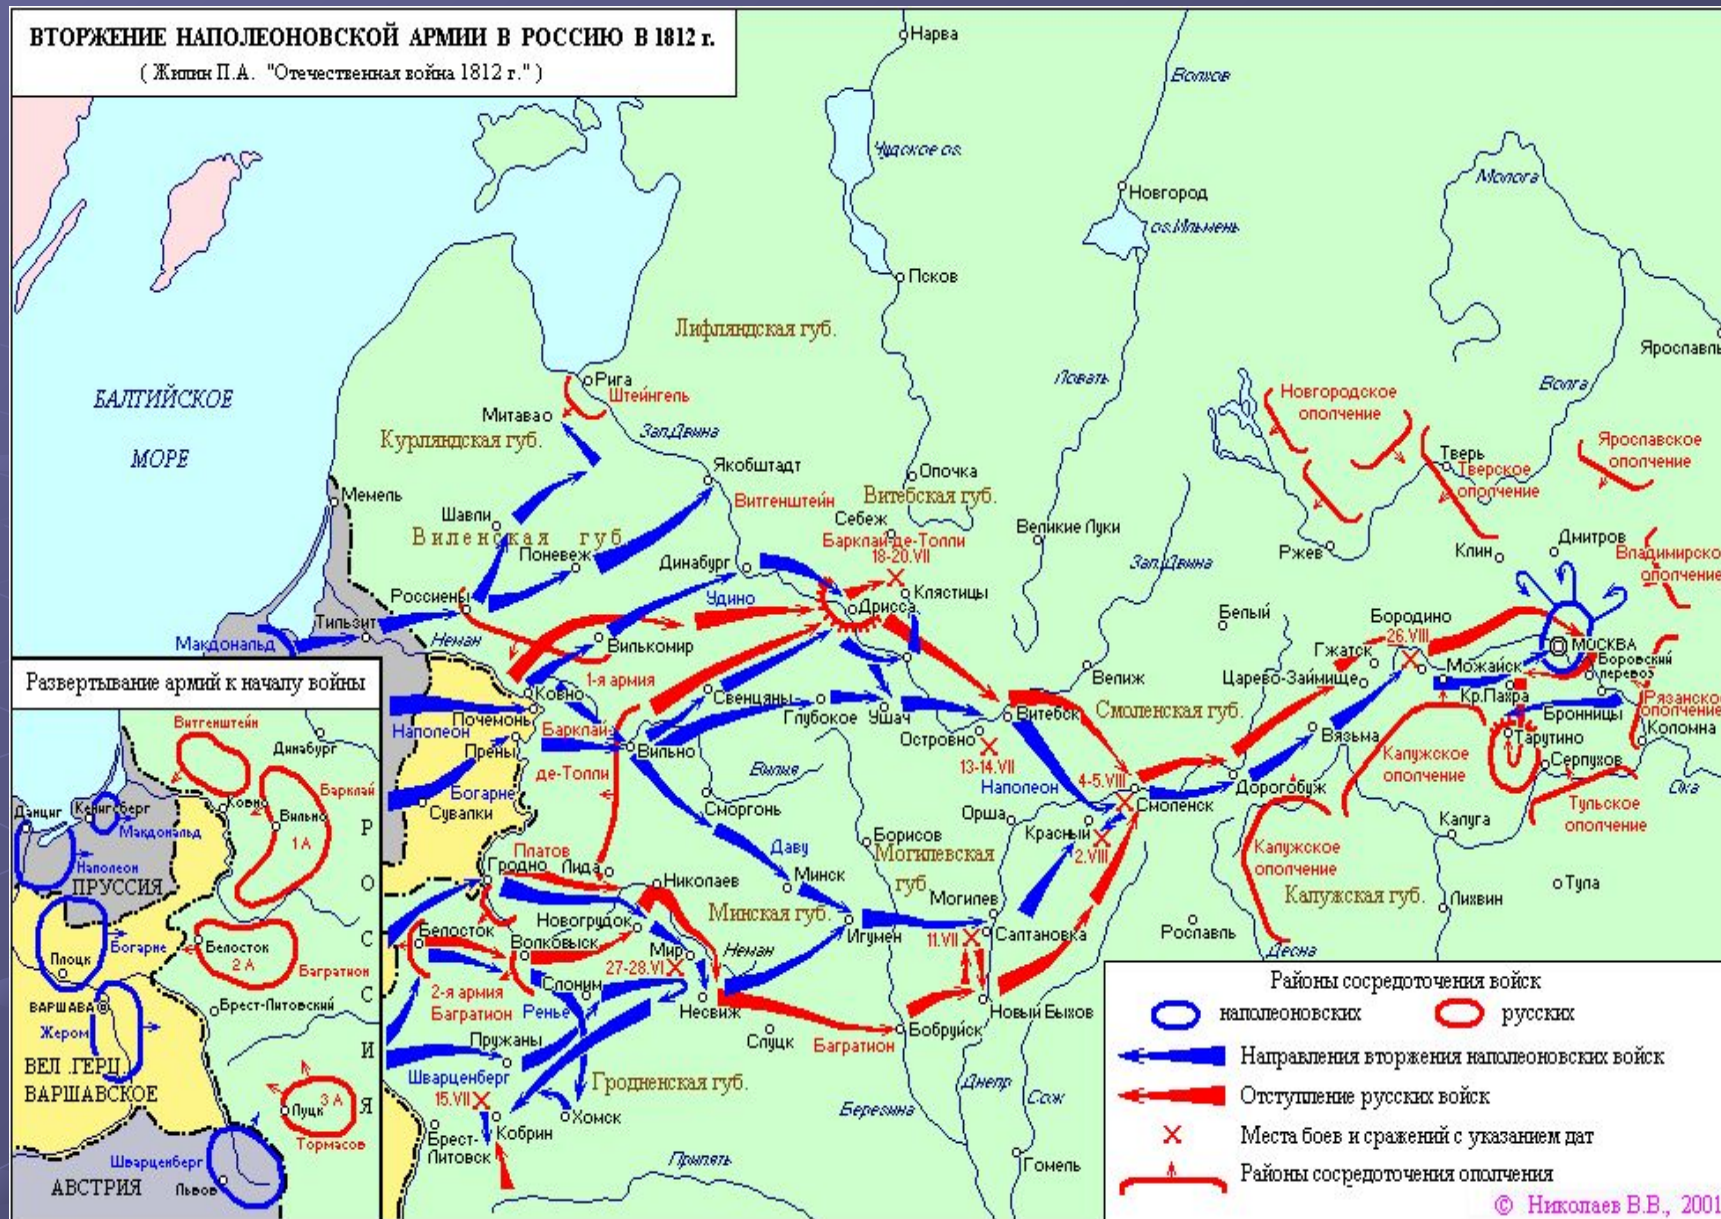 ВТОРЖЕНИЕ НАПОЛЕОНОВСКОЙ АРМИИ В РОССИЮ В 1812 г.
( Жилин П.А. "Отечественная война 1812 г." )
Нарва
Волхов
Чудское оз.
Новгород
оз.Ильмень
Молога
Псков
Лифляндская губ.
Ярославль
БАЛТИЙСКОЕ
МОРЕ
Рига
Штейнгель
Митава
Курляндская губ.
Зап.Двина
Ловать
Волга
Новгородское
ополчение
Ярославское
ополчение
Тверь
Тверское
ополчение
Якобштадт
Опочка
Витебская губ.
Витгенштейн
Мемель
Шавли
Виленская губ
Поневеж
Себеж
Барклай-де-Толли
18-20.VII
Великие Луки
Ржев
Клин
Дмитров
Владимирско
ополчение
Динабург
Зап.Двина
Россиены
Удино
Дрисса
Клястицы
Белый
Бородино
26.VIII
Тильзит
Макдональд
Неман
Вилькомир
Гжатск
МОСКВА
Можайск
Боровский
перевоз
1-я армия
Велиж
Царево-Займище
Кр.Пахра
Рязанско
ополчение
Ковно
Почемонь
Свенцяны
Глубокое
Ушач
Витебск
Смоленская губ.
Бронницы
Наполеон
Прены
Барклай-
де-Толли
Вильно
Островно
13-14.VII
Вязьма
Калужское
ополчение
Тарутино
Коломна
Серпухов
Богарне
Сувалки
Вилия
Сморгонь
Наполеон
4-5.VIII
Смоленск
Дорогобуж
Тульское
ополчение
Ока
Орша
Красный
2.VIII
Калуга
Борисов
Могилевская
губ
Калужское
ополчение
Платов
Гродно
Лида
Даву
Николаев
Минск
Минская губ.
Калужская губ.
Тула
Лихвин
Новогрудок
Могилев
Белосток
Волковыск
Мир
Неман
Игумен
11.VII
Салтановка
Рославль
Десна
27-28.VI
Слоним
2-я армия
Багратион
Ренье
Несвиж
Слуцк
Багратион
Бобруйск
Новый Быхов
Пружаны
Шварценберг
15.VII
Гродненская губ.
Хомск
Кобрин
Брест-
Литовск
Березина
Днепр
Сож
Припять
Гомель
Развертывание армий к началу войны
Витгенштейн
Динабург
Барклай
Ковно
Вильно
1 А
Данциг
Кенигсберг
Макдональд
Наполеон
ПРУССИЯ
Богарне
Плоцк
Белосток
2 А
Багратион
ВАРШАВА
Жером
Брест-Литовский
ВЕЛ .ГЕРЦ.
ВАРШАВСКОЕ
Луцк
3 А
Тормасов
Шварценберг
АВСТРИЯ
Львов
Р
О
С
С
И
Я
Районы сосредоточения войск
наполеоновских
русских
Направления вторжения наполеоновских войск
Отступление русских войск
Места боев и сражений с указанием дат
Районы сосредоточения ополчения
© Николаев В.В., 2001